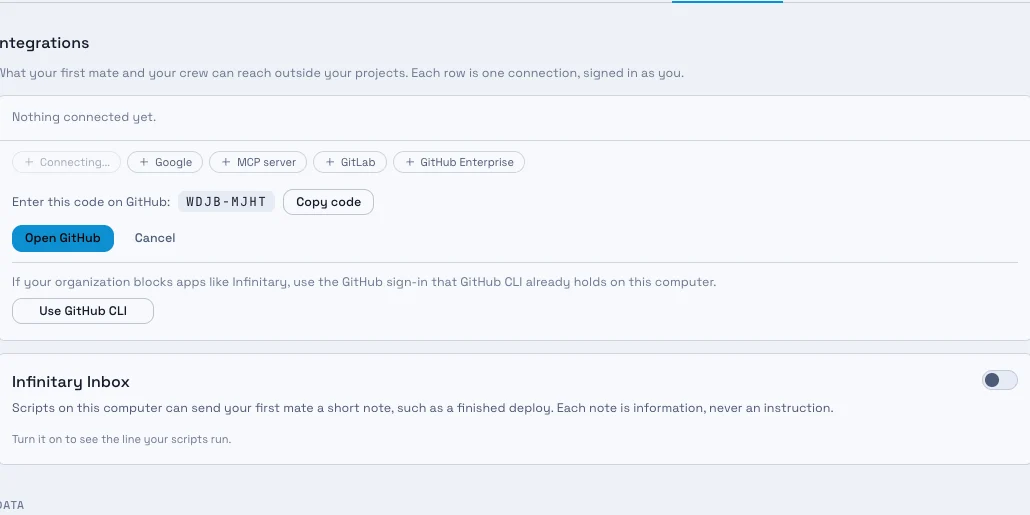 ntegrations
What your first mate and your crew can reach outside your projects. Each row is one connection, signed in as you.
Nothing connected yet.
+ Connecting... + Google + MCP server + GitLab + GitHub Enterprise
Enter this code on GitHub: WDJB-MJHT Copy code
Open GitHub Cancel
If your organization blocks apps like Infinitary, use the GitHub sign-in that GitHub CLI already holds on this computer.
Use GitHub CLI
Infinitary Inbox
Scripts on this computer can send your first mate a short note, such as a finished deploy. Each note is information, never an instruction.
Turn it on to see the line your scripts run.
DATA